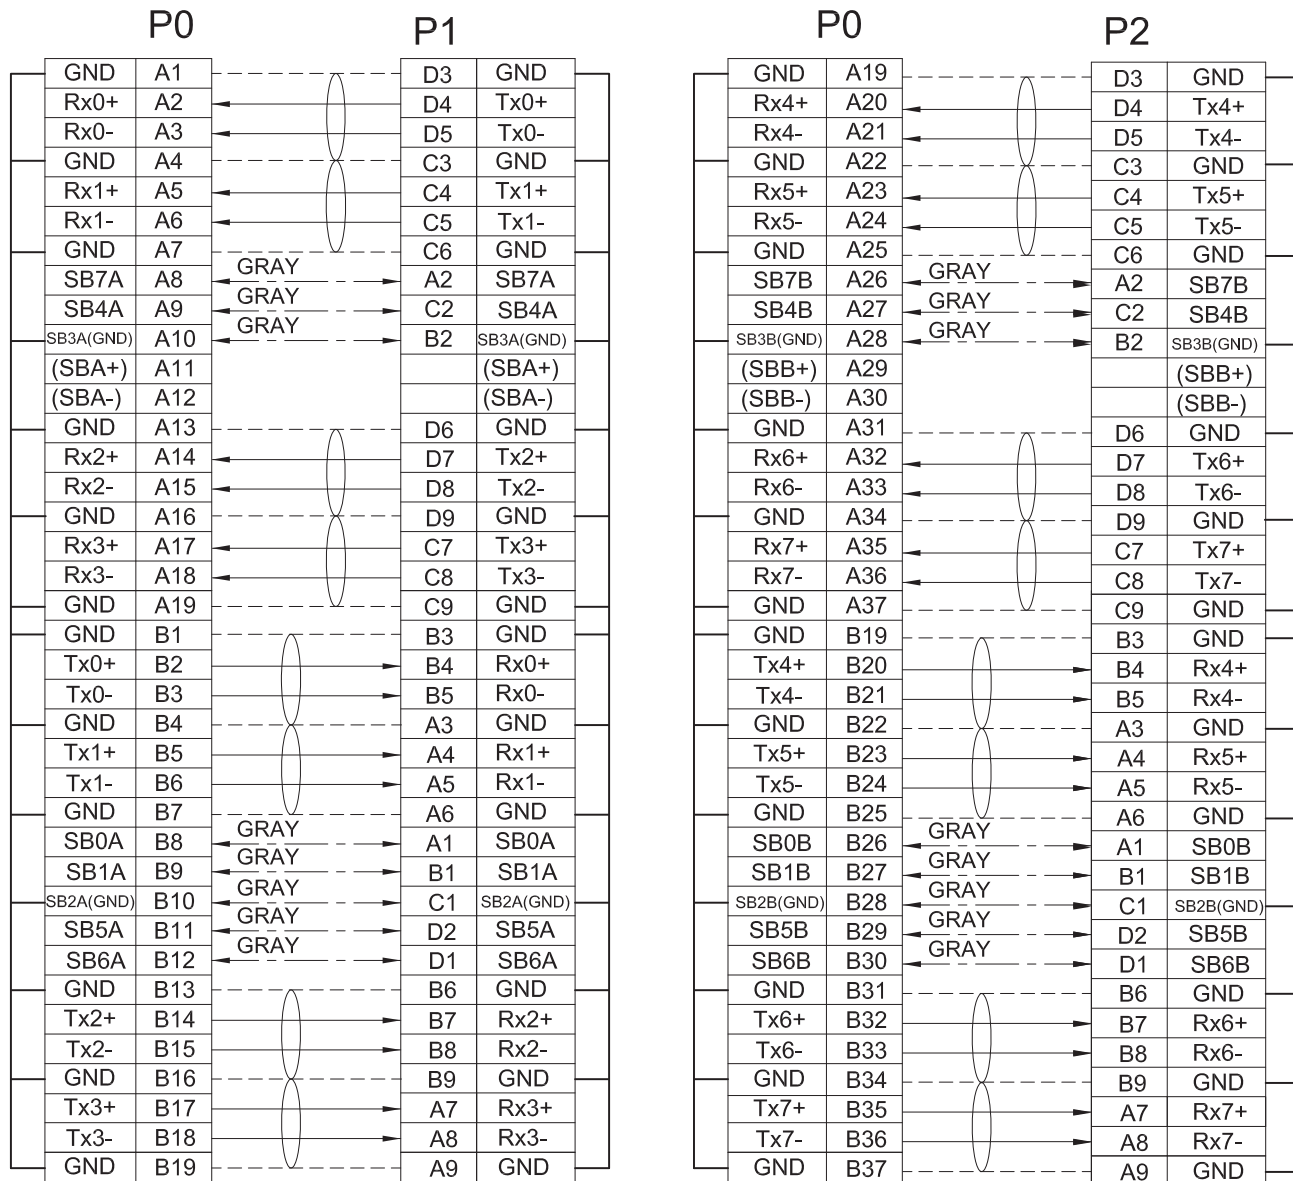 P0 P1 P0 P2
GND A1 D3 GND GND A19 D3 GND
Rx0+ A2 D4 Tx0+ Rx4+ A20 D4 Tx4+
Rx0- A3 D5 Tx0- Rx4- A21 D5 Tx4-
GND A4 C3 GND GND A22 C3 GND
Rx1+ A5 C4 Tx1+ Rx5+ A23 C4 Tx5+
Rx1- A6 C5 Tx1- Rx5- A24 C5 Tx5-
GND A7 C6 GND GND A25 C6 GND
SB7A A8 GRAY A2 SB7A SB7B A26 GRAY A2 SB7B
SB4A A9 GRAY C2 SB4A SB4B A27 GRAY C2 SB4B
SB3A(GND) A10 GRAY B2 SB3A(GND) SB3B(GND) A28 GRAY B2 SB3B(GND)
(SBA+) A11 (SBA+) (SBB+) A29 (SBB+)
(SBA-) A12 (SBA-) (SBB-) A30 (SBB-)
GND A13 D6 GND GND A31 D6 GND
Rx2+ A14 D7 Tx2+ Rx6+ A32 D7 Tx6+
Rx2- A15 D8 Tx2- Rx6- A33 D8 Tx6-
GND A16 D9 GND GND A34 D9 GND
Rx3+ A17 C7 Tx3+ Rx7+ A35 C7 Tx7+
Rx3- A18 C8 Tx3- Rx7- A36 C8 Tx7-
GND A19 C9 GND GND A37 C9 GND
GND B1 B3 GND GND B19 B3 GND
Tx0+ B2 B4 Rx0+ Tx4+ B20 B4 Rx4+
Tx0- B3 B5 Rx0- Tx4- B21 B5 Rx4-
GND B4 A3 GND GND B22 A3 GND
Tx1+ B5 A4 Rx1+ Tx5+ B23 A4 Rx5+
Tx1- B6 A5 Rx1- Tx5- B24 A5 Rx5-
GND B7 A6 GND GND B25 A6 GND
SB0A B8 GRAY A1 SB0A SB0B B26 GRAY A1 SB0B
SB1A B9 GRAY B1 SB1A SB1B B27 GRAY B1 SB1B
SB2A(GND) B10 GRAY C1 SB2A(GND) SB2B(GND) B28 GRAY C1 SB2B(GND)
SB5A B11 GRAY D2 SB5A SB5B B29 GRAY D2 SB5B
SB6A B12 GRAY D1 SB6A SB6B B30 GRAY D1 SB6B
GND B13 B6 GND GND B31 B6 GND
Tx2+ B14 B7 Rx2+ Tx6+ B32 B7 Rx6+
Tx2- B15 B8 Rx2- Tx6- B33 B8 Rx6-
GND B16 B9 GND GND B34 B9 GND
Tx3+ B17 A7 Rx3+ Tx7+ B35 A7 Rx7+
Tx3- B18 A8 Rx3- Tx7- B36 A8 Rx7-
GND B19 A9 GND GND B37 A9 GND